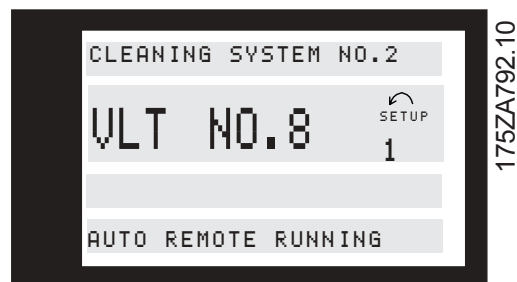 CLEANING SYSTEM NO.2
VLT NO.8
SETUP
1
AUTO REMOTE RUNNING
175ZA792.10